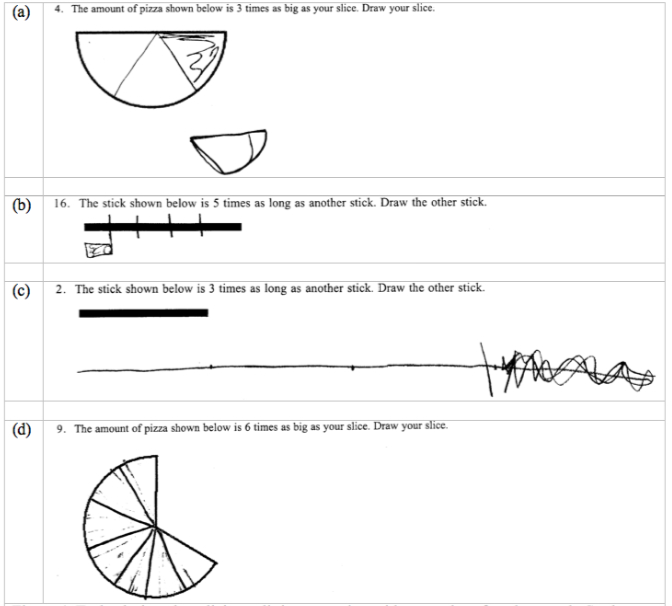 (a) 4. The amount of pizza shown below is 3 times as big as your slice. Draw your slice.
(b) 16. The stick shown below is 5 times as long as another stick. Draw the other stick.
(c) 2. The stick shown below is 3 times as long as another stick. Draw the other stick.
(d) 9. The amount of pizza shown below is 6 times as big as your slice. Draw your slice.